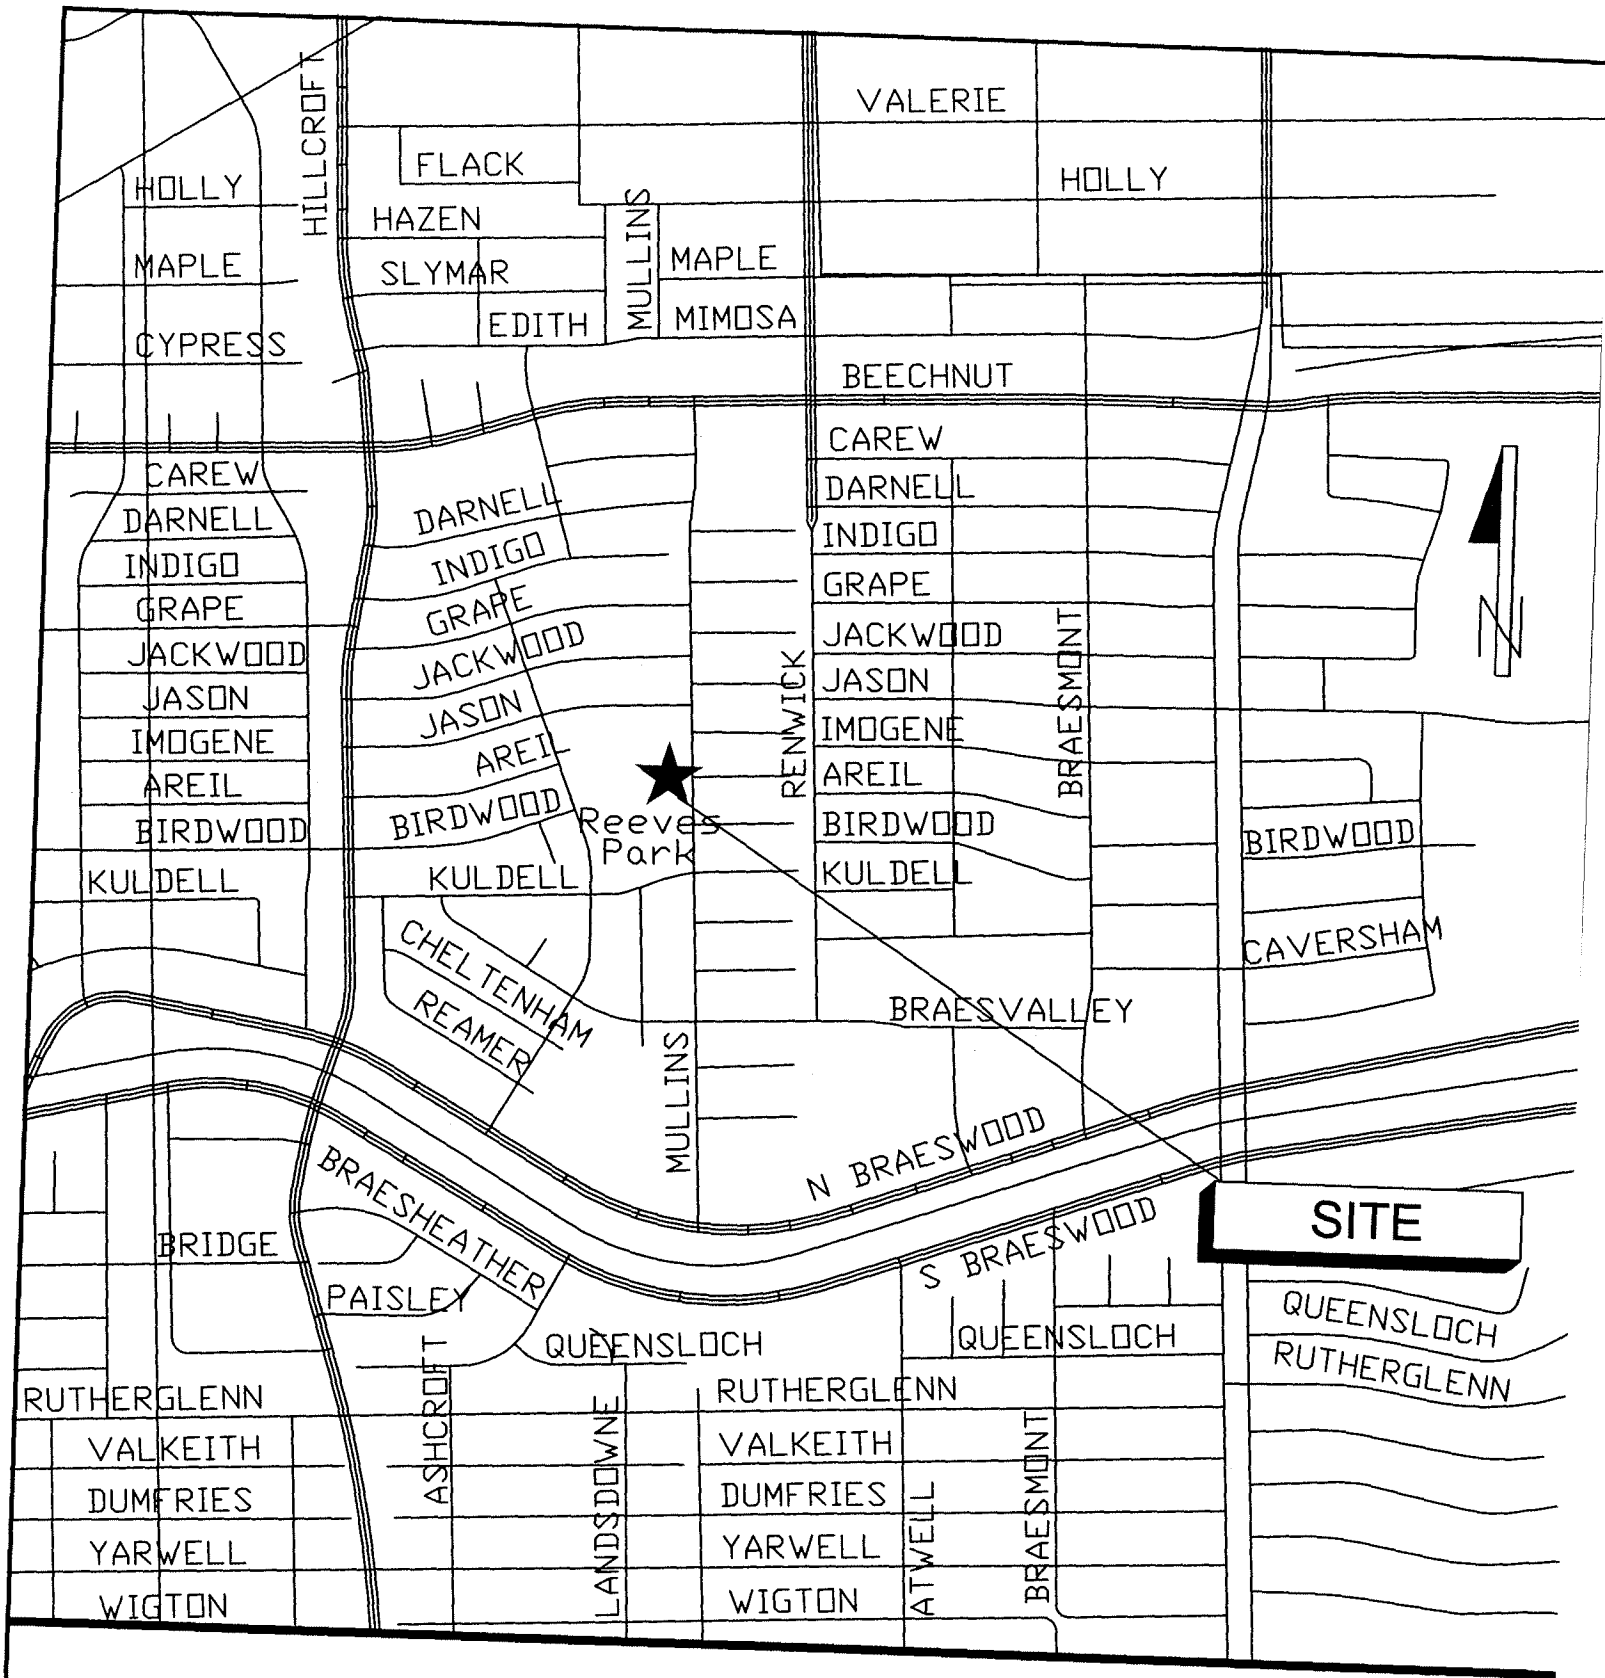 HILLCROFT
VALERIE
FLACK
HOLLY
HOLLY
HAZEN
MULLINS
MAPLE
SLYMAR
MAPLE
EDITH
MIMOSA
CYPRESS
BEECHNUT
CAREW
CAREW
DARNELL
DARNELL
DARNELL
INDIGO
INDIGO
INDIGO
GRAPE
GRAPE
GRAPE
JACKWOOD
JACKWOOD
JACKWOOD
RENWICK
BRAESMONT
N
JASON
JASON
JASON
IMOGENE
IMOGENE
AREIL
AREIL
AREIL
BIRDWOOD
BIRDWOOD
Reeves
Park
BIRDWOOD
BIRDWOOD
KULDELL
KULDELL
KULDELL
CHELTENHAM
CAVERSHAM
REAMER
BRAESVALLEY
MULLINS
N BRAESWOOD
BRAESHEATHER
S BRAESWOOD
SITE
BRIDGE
PAISLEY
QUEENSLOCH
QUEENSLOCH
QUEENSLOCH
RUTHERGLENN
RUTHERGLENN
RUTHERGLENN
ASHCROFT
LANDSDOWNE
VALKEITH
VALKEITH
BRAESMONT
DUMFRIES
DUMFRIES
ATWELL
YARWELL
YARWELL
WIGTON
WIGTON